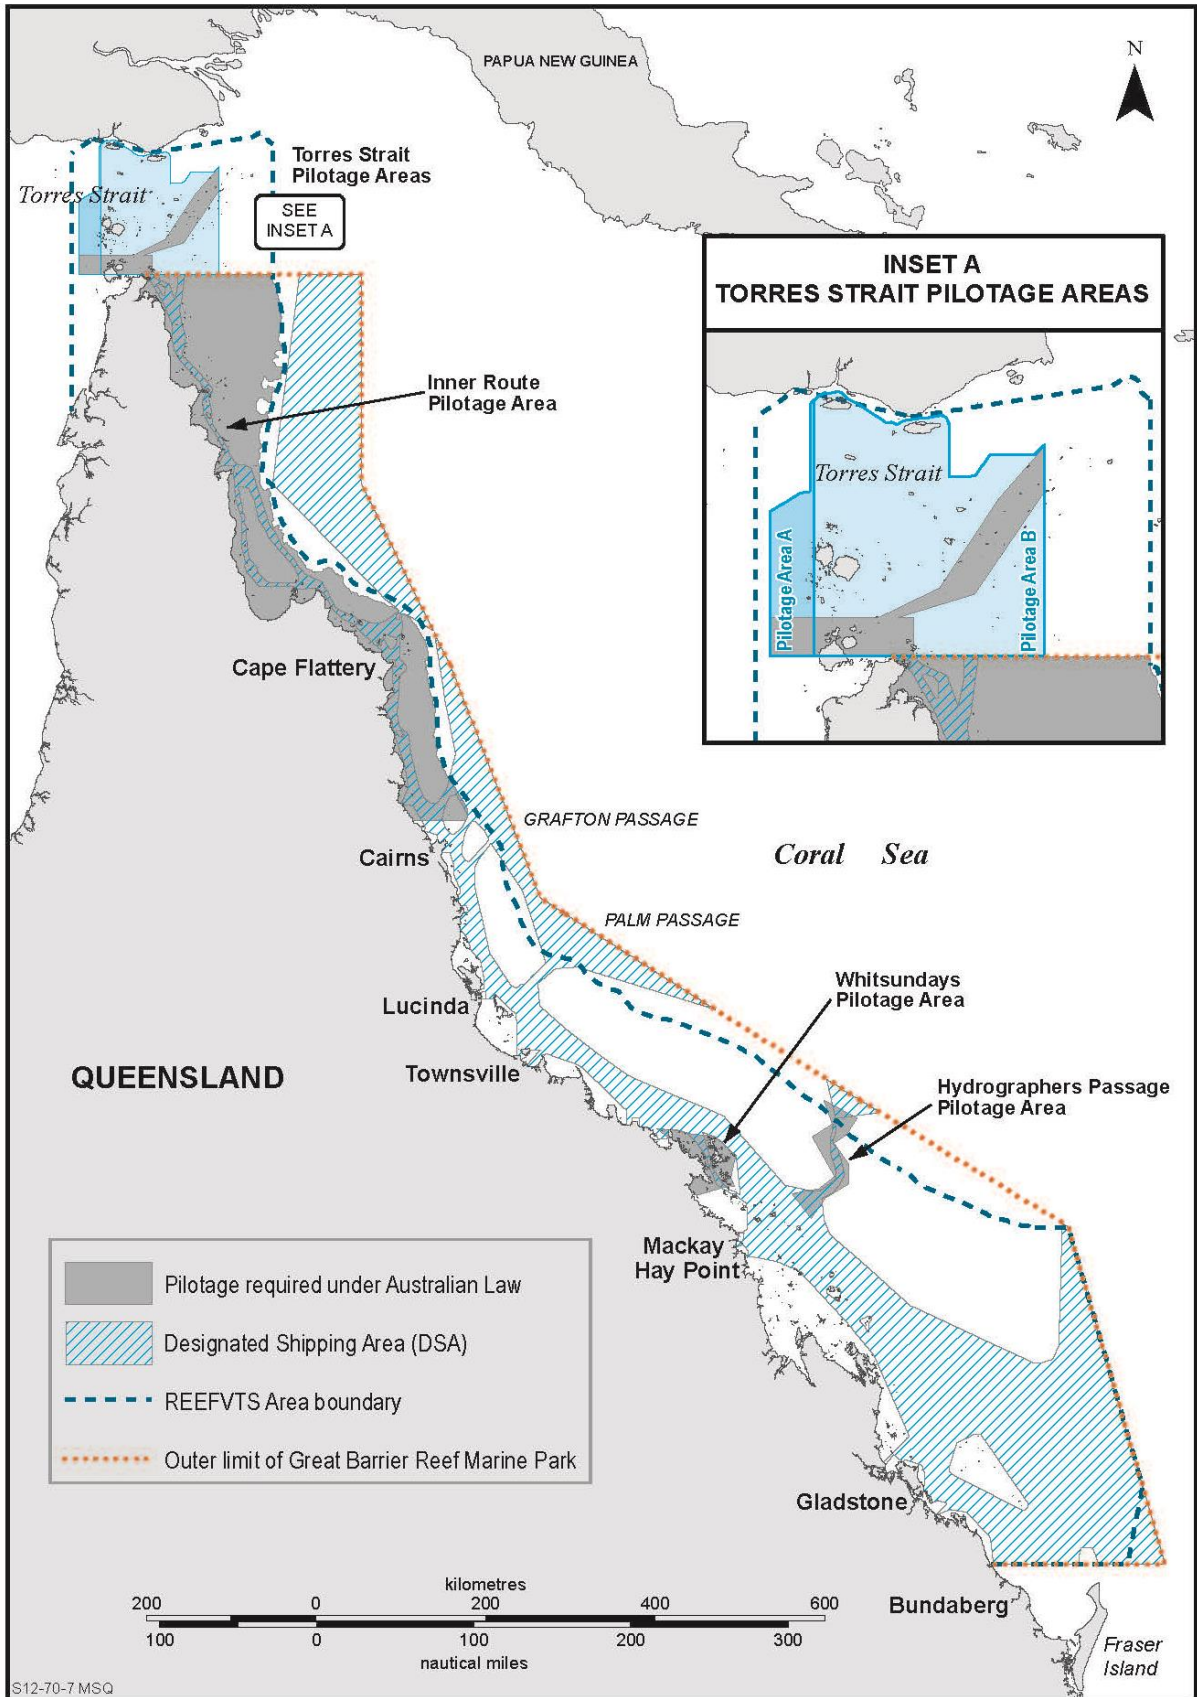 PAPUA NEW GUINEA
N
Torres Strait
Pilotage Areas
Torres Strait
SEE
INSET A
INSET A
TORRES STRAIT PILOTAGE AREAS
Torres Strait
Pilotage Area A
Pilotage Area B
Inner Route
Pilotage Area
Cape Flattery
GRAFTON PASSAGE
Cairns
Coral Sea
PALM PASSAGE
Whitsundays
Pilotage Area
Lucinda
QUEENSLAND
Townsville
Hydrographers Passage
Pilotage Area
Mackay
Hay Point
Pilotage required under Australian Law
Designated Shipping Area (DSA)
REEFVTS Area boundary
Outer limit of Great Barrier Reef Marine Park
Gladstone
Bundaberg
Fraser
Island
kilometres
200 0 200 400 600
100 0 100 200 300
nautical miles
S12-70-7 MSQ